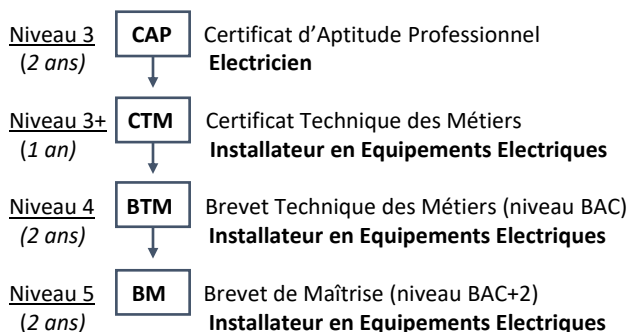 Niveau 3 CAP Certificat d’Aptitude Professionnel
(2 ans) Electricien
Niveau 3+ CTM Certificat Technique des Métiers
(1 an) Installateur en Equipements Electriques
Niveau 4 BTM Brevet Technique des Métiers (niveau BAC)
(2 ans) Installateur en Equipements Electriques
Niveau 5 BM Brevet de Maîtrise (niveau BAC+2)
(2 ans) Installateur en Equipements Electriques